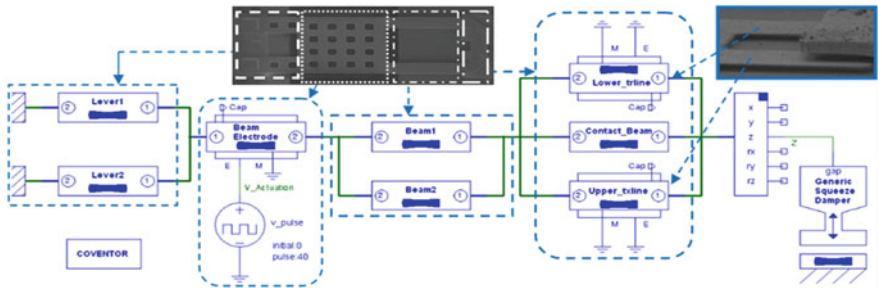 M E
Lower_trline
2 1
Cap
Lever1
2 1
Cap
Beam
Electrode
1 2
E M
V_Actuation
Beam1
2 1
Contact_Beam
2 1
x
y
z
rx
ry
rz
z
Lever2
2 1
Beam2
2 1
Cap
Upper_txline
2 1
M E
gap
Generic
Squeeze
Damper
v_pulse
initial:0
pulse:40
COVENTOR